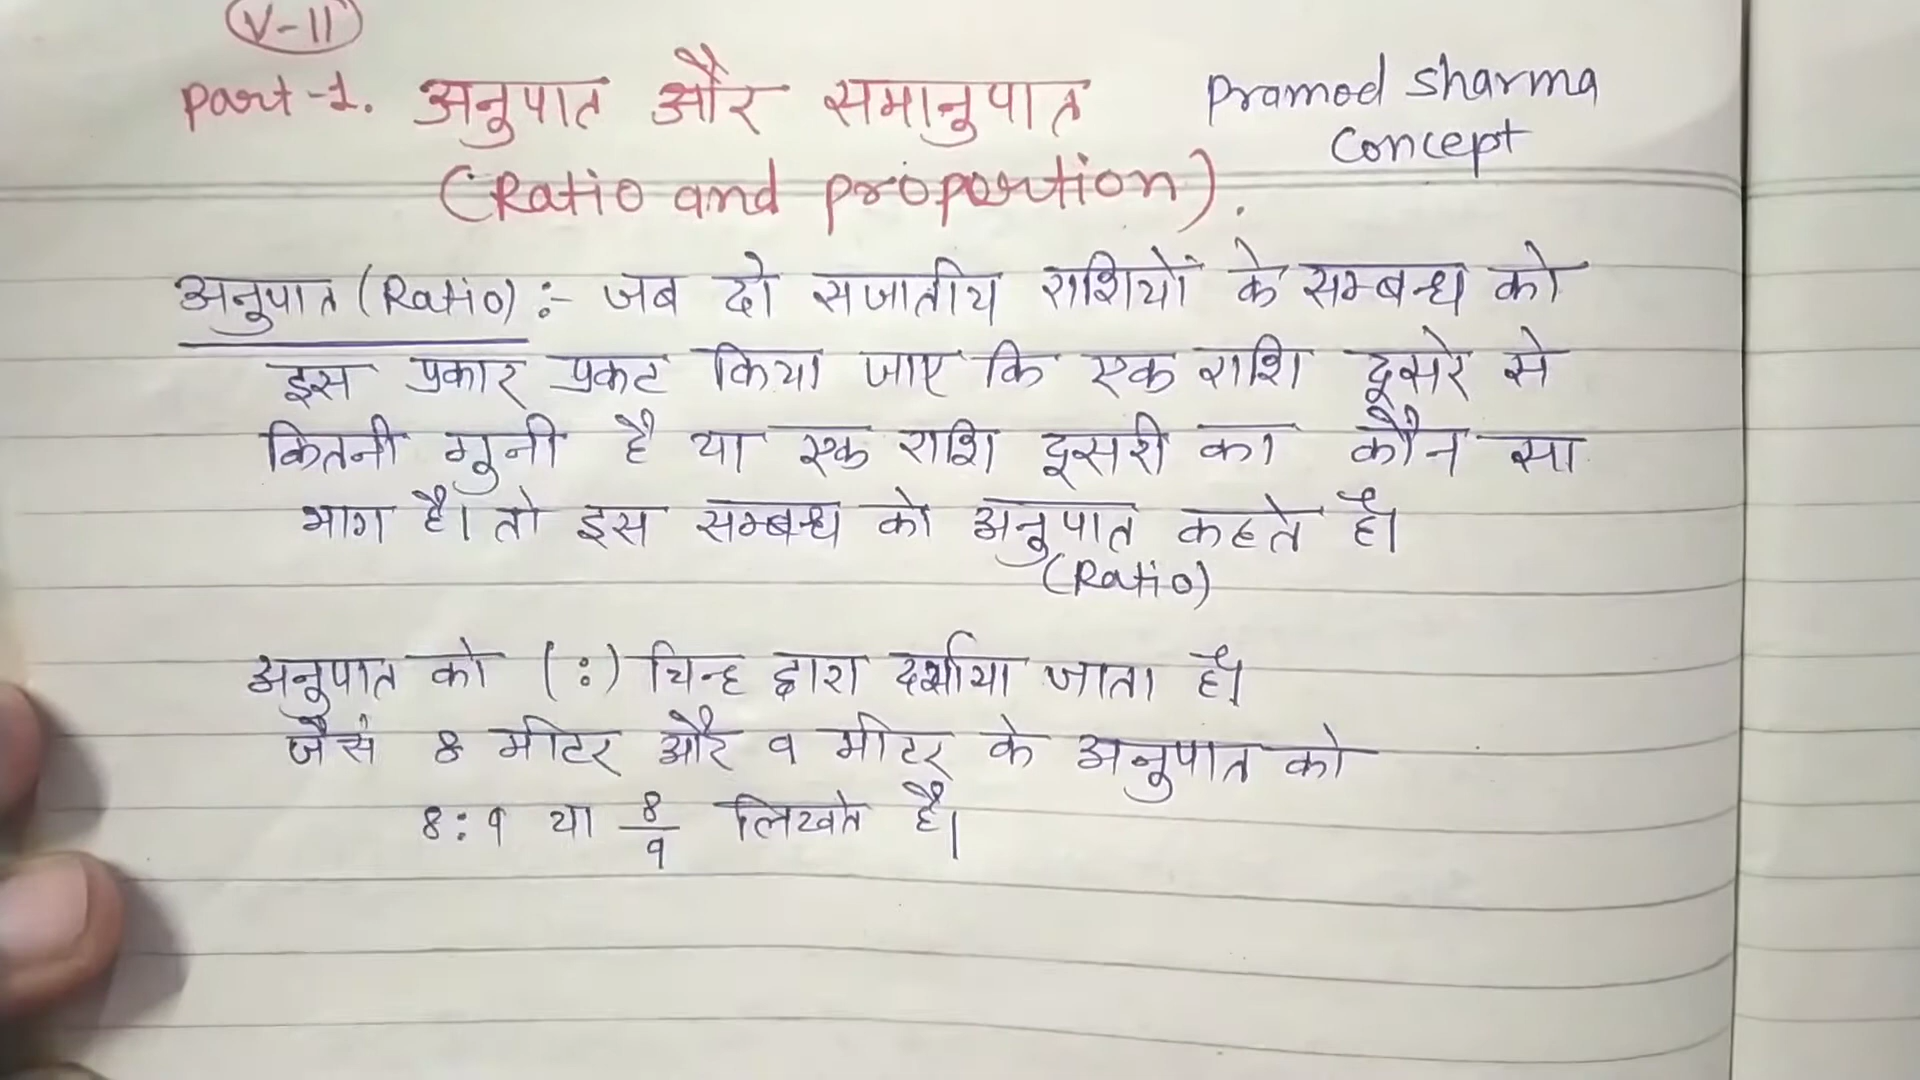 V-11
Part-1. अनुपात और समानुपात
Pramod Sharma
Concept
(Ratio and proportion).
अनुपात (Ratio) :- जब दो सजातीय राशियों के सम्बन्ध को
इस प्रकार प्रकट किया जाए कि एक राशि दूसरे से
कितनी गुनी है या एक राशि दूसरी का कौन सा
भाग है। तो इस सम्बन्ध को अनुपात कहते है।
(Ratio)
अनुपात को (:) चिन्ह द्वारा दर्शाया जाता है।
जैसे 8 मीटर और 9 मीटर के अनुपात को
8:9 या 8/9 लिखते है।